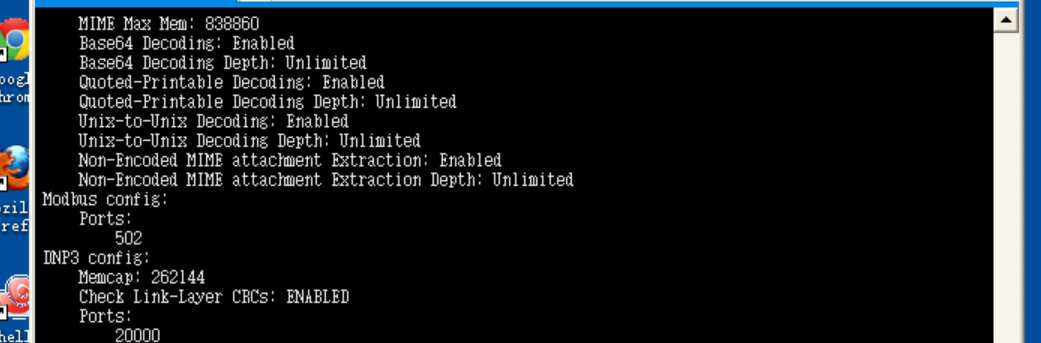 MIME Max Mem: 838860
Base64 Decoding: Enabled
Base64 Decoding Depth: Unlimited
Quoted-Printable Decoding: Enabled
Quoted-Printable Decoding Depth: Unlimited
Unix-to-Unix Decoding: Enabled
Unix-to-Unix Decoding Depth: Unlimited
Non-Encoded MIME attachment Extraction: Enabled
Non-Encoded MIME attachment Extraction Depth: Unlimited
Modbus config:
Ports:
502
DNP3 config:
Memcap: 262144
Check Link-Layer CRCs: ENABLED
Ports:
20000